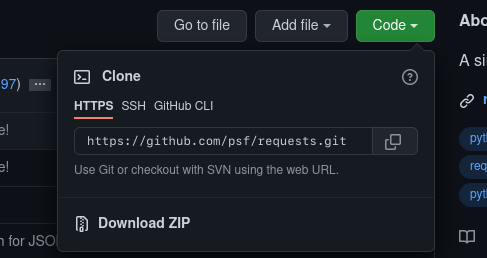 Go to file Add file Code
Abo
Clone
A si
97) ...
HTTPS SSH GitHub CLI
e!
https://github.com/psf/requests.git
pyt
e!
Use Git or checkout with SVN using the web URL.
req
pyt
Download ZIP
n for JSO